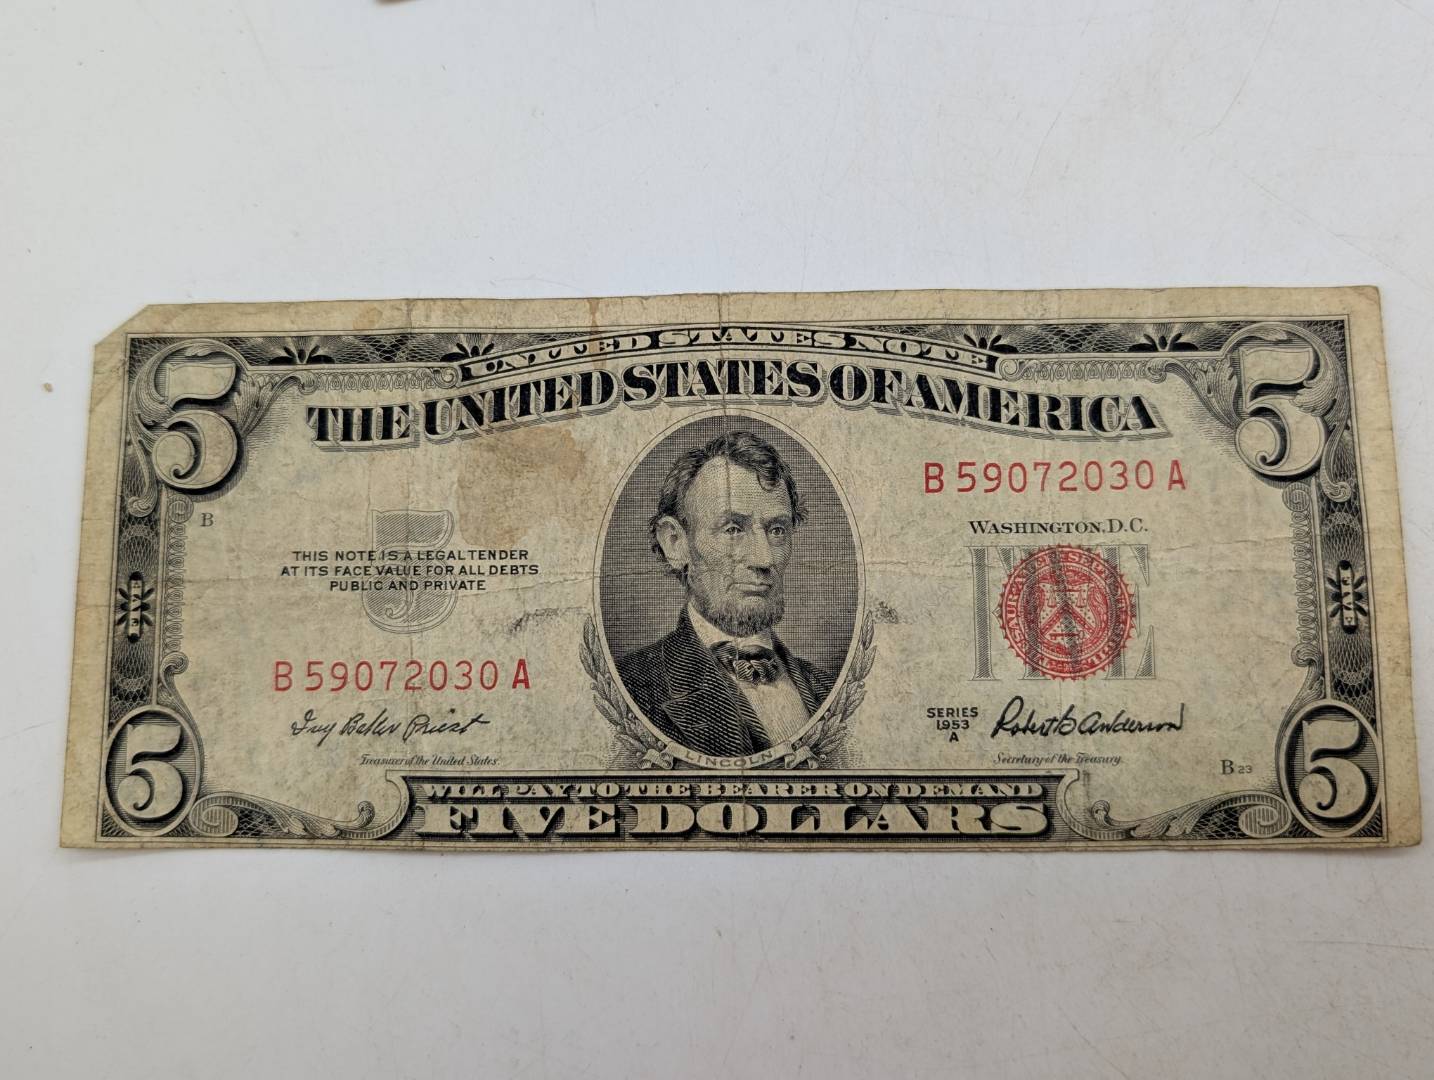 UNITED STATES NOTE
THE UNITED STATES OF AMERICA
5
5
B
B 59072030 A
WASHINGTON, D.C.
THIS NOTE IS A LEGAL TENDER
AT ITS FACE VALUE FOR ALL DEBTS
PUBLIC AND PRIVATE
5
FIVE
FIVE
FIVE
B 59072030 A
Ivy Baker Priest
Treasurer of the United States.
SERIES
1953
A
Robert B Anderson
Secretary of the Treasury.
LINCOLN
B 23
5
5
WILL PAY TO THE BEARER ON DEMAND
FIVE DOLLARS